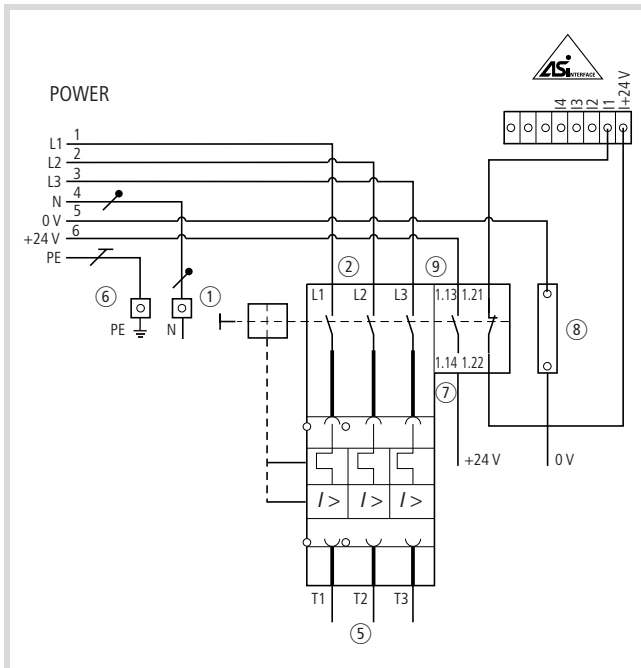 ASi INTERFACE
POWER
I4 I3 I2 I1 I+24 V
L1 1
L2 2
L3 3
N 4
0 V 5
+24 V 6
PE
② ⑨
⑥ ①
L1 L2 L3 1.13 1.21
PE N
⑧
1.14 1.22
⑦
+24 V 0 V
I > I > I >
T1 T2 T3
⑤